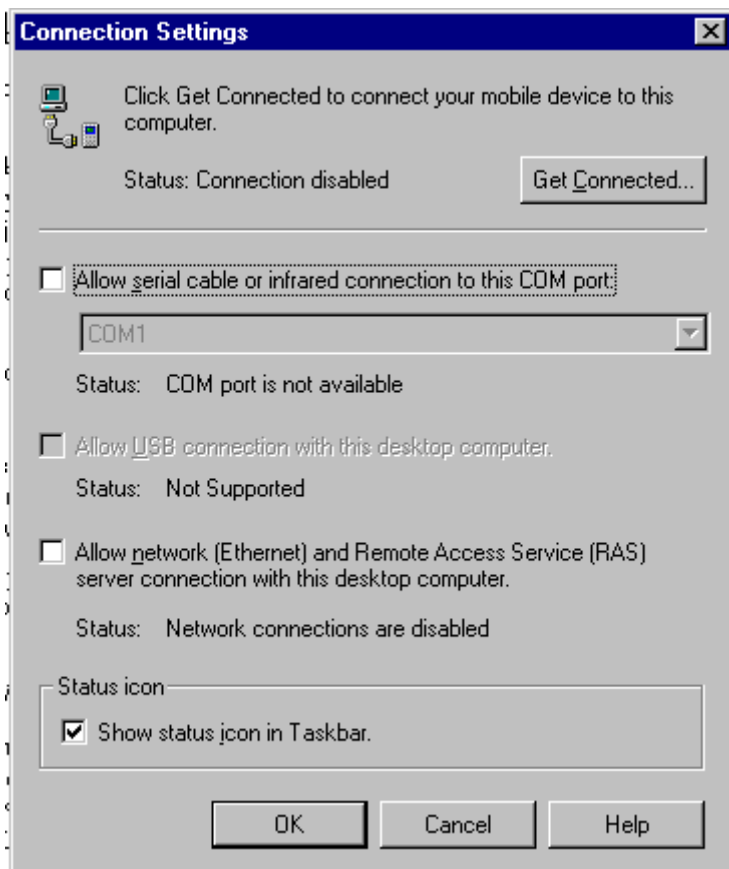 Connection Settings
Click Get Connected to connect your mobile device to this
computer.
Status: Connection disabled
Get Connected...
Allow serial cable or infrared connection to this COM port:
COM1
Status: COM port is not available
Allow USB connection with this desktop computer.
Status: Not Supported
Allow network (Ethernet) and Remote Access Service (RAS)
server connection with this desktop computer.
Status: Network connections are disabled
Status icon
Show status icon in Taskbar.
OK Cancel Help